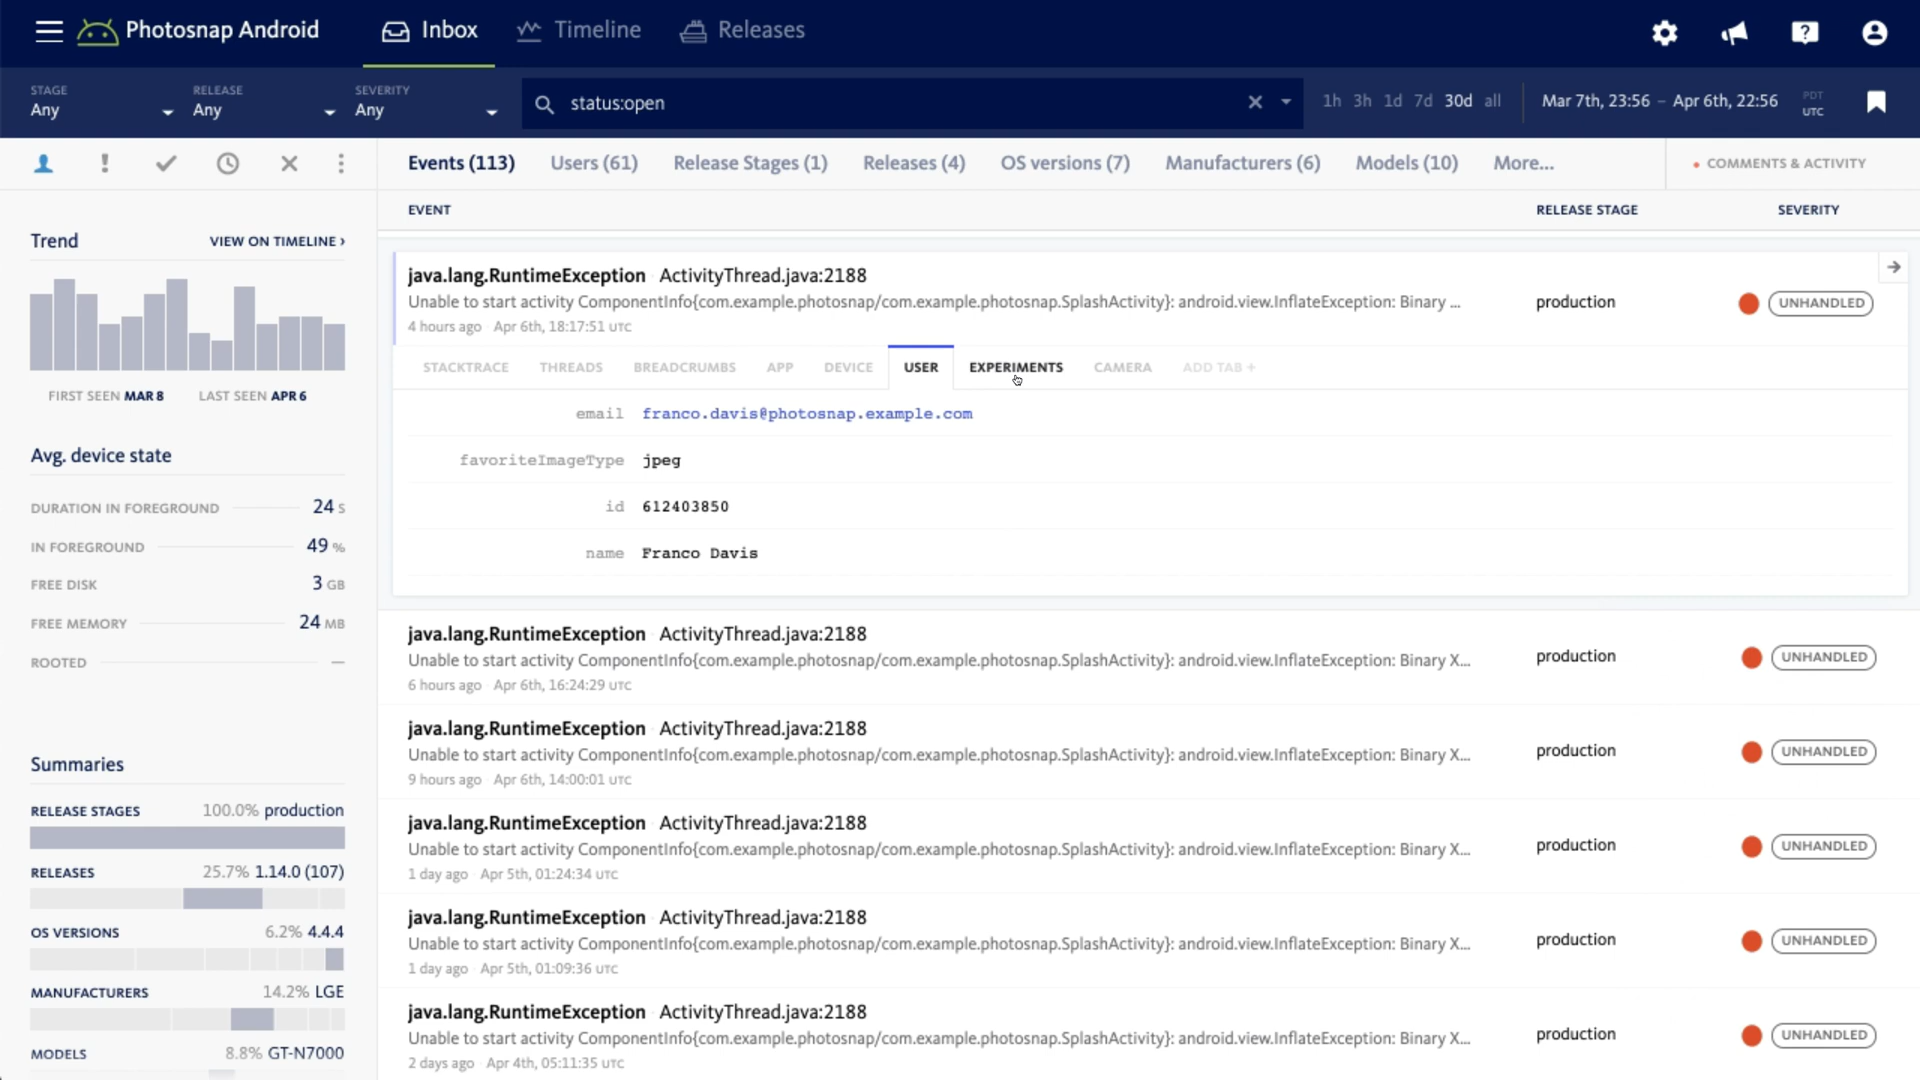 Photosnap Android
Inbox
Timeline
Releases
STAGE
Any
RELEASE
Any
SEVERITY
Any
status:open
1h 3h 1d 7d 30d all
Mar 7th, 23:56 – Apr 6th, 22:56
PDT
UTC
Events (113)
Users (61)
Release Stages (1)
Releases (4)
OS versions (7)
Manufacturers (6)
Models (10)
More...
COMMENTS & ACTIVITY
EVENT
RELEASE STAGE
SEVERITY
Trend
VIEW ON TIMELINE ›
FIRST SEEN MAR 8
LAST SEEN APR 6
Avg. device state
DURATION IN FOREGROUND 24 S
IN FOREGROUND 49 %
FREE DISK 3 GB
FREE MEMORY 24 MB
ROOTED —
Summaries
RELEASE STAGES 100.0% production
RELEASES 25.7% 1.14.0 (107)
OS VERSIONS 6.2% 4.4.4
MANUFACTURERS 14.2% LGE
MODELS 8.8% GT-N7000
java.lang.RuntimeException ActivityThread.java:2188
Unable to start activity ComponentInfo{com.example.photosnap/com.example.photosnap.SplashActivity}: android.view.InflateException: Binary ...
4 hours ago · Apr 6th, 18:17:51 UTC
production
UNHANDLED
STACKTRACE
THREADS
BREADCRUMBS
APP
DEVICE
USER
EXPERIMENTS
CAMERA
ADD TAB +
email franco.davis@photosnap.example.com
favoriteImageType jpeg
id 612403850
name Franco Davis
java.lang.RuntimeException ActivityThread.java:2188
Unable to start activity ComponentInfo{com.example.photosnap/com.example.photosnap.SplashActivity}: android.view.InflateException: Binary X...
6 hours ago · Apr 6th, 16:24:29 UTC
production
UNHANDLED
java.lang.RuntimeException ActivityThread.java:2188
Unable to start activity ComponentInfo{com.example.photosnap/com.example.photosnap.SplashActivity}: android.view.InflateException: Binary X...
9 hours ago · Apr 6th, 14:00:01 UTC
production
UNHANDLED
java.lang.RuntimeException ActivityThread.java:2188
Unable to start activity ComponentInfo{com.example.photosnap/com.example.photosnap.SplashActivity}: android.view.InflateException: Binary X...
1 day ago · Apr 5th, 01:24:34 UTC
production
UNHANDLED
java.lang.RuntimeException ActivityThread.java:2188
Unable to start activity ComponentInfo{com.example.photosnap/com.example.photosnap.SplashActivity}: android.view.InflateException: Binary X...
1 day ago · Apr 5th, 01:09:36 UTC
production
UNHANDLED
java.lang.RuntimeException ActivityThread.java:2188
Unable to start activity ComponentInfo{com.example.photosnap/com.example.photosnap.SplashActivity}: android.view.InflateException: Binary X...
2 days ago · Apr 4th, 05:11:35 UTC
production
UNHANDLED